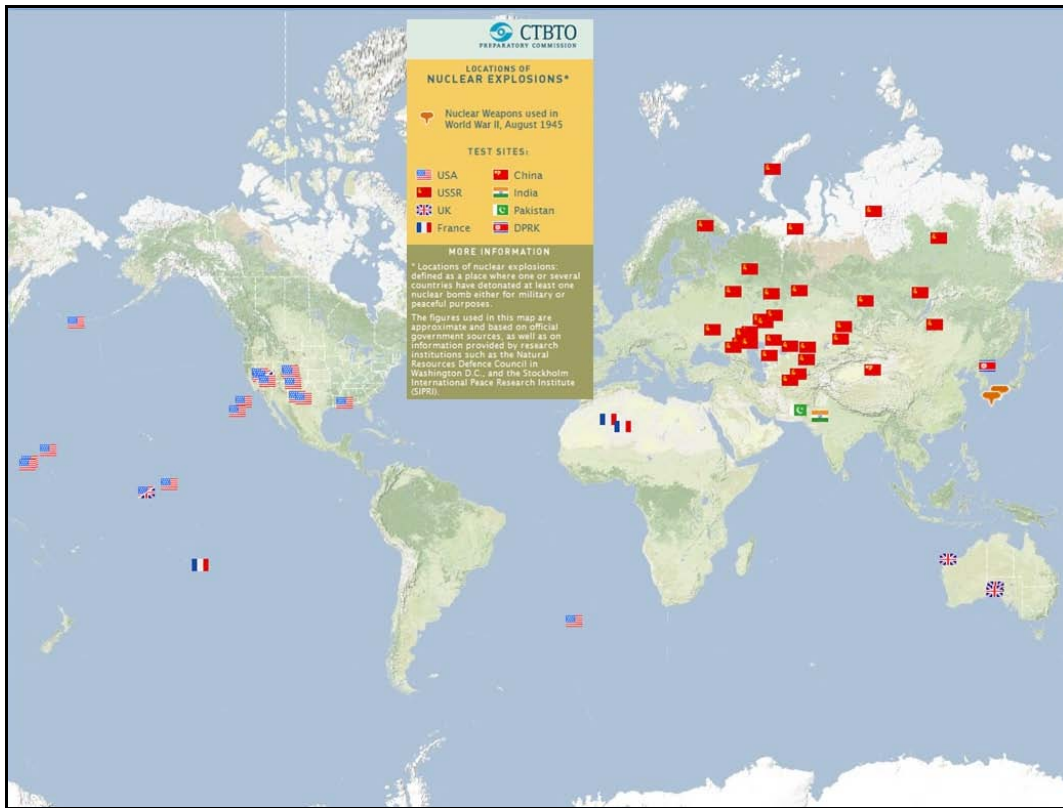 CTBTO
PREPARATORY COMMISSION
LOCATIONS OF
NUCLEAR EXPLOSIONS*
Nuclear Weapons used in
World War II, August 1945
TEST SITES:
USA
China
USSR
India
UK
Pakistan
France
DPRK
MORE INFORMATION
* Locations of nuclear explosions:
defined as a place where one or several
countries have detonated at least one
nuclear bomb either for military or
peaceful purposes.
The figures used in this map are
approximate and based on official
government sources, as well as on
information provided by research
institutions such as the Natural
Resources Defence Council in
Washington D.C., and the Stockholm
International Peace Research Institute
(SIPRI).